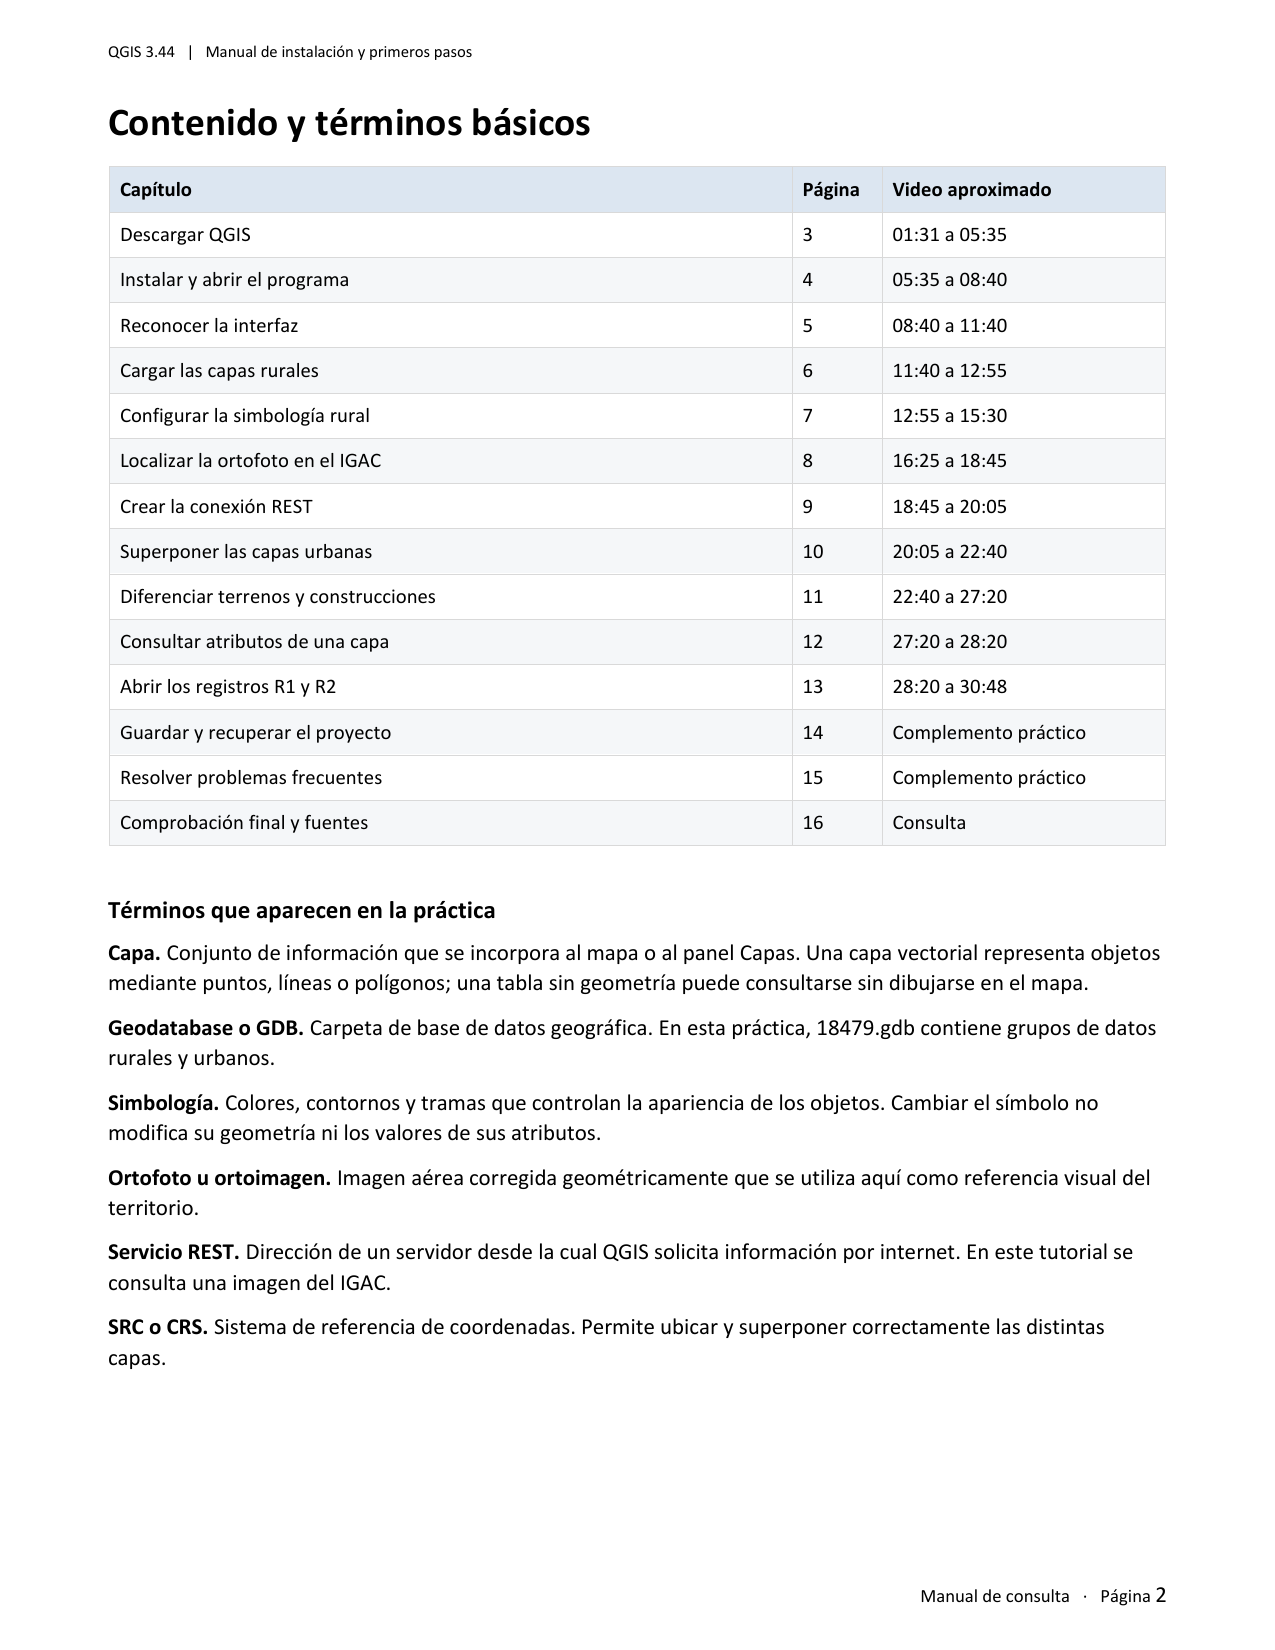 QGIS 3.44 | Manual de instalación y primeros pasos
Contenido y términos básicos
Capítulo Página Video aproximado
Descargar QGIS 3 01:31 a 05:35
Instalar y abrir el programa 4 05:35 a 08:40
Reconocer la interfaz 5 08:40 a 11:40
Cargar las capas rurales 6 11:40 a 12:55
Configurar la simbología rural 7 12:55 a 15:30
Localizar la ortofoto en el IGAC 8 16:25 a 18:45
Crear la conexión REST 9 18:45 a 20:05
Superponer las capas urbanas 10 20:05 a 22:40
Diferenciar terrenos y construcciones 11 22:40 a 27:20
Consultar atributos de una capa 12 27:20 a 28:20
Abrir los registros R1 y R2 13 28:20 a 30:48
Guardar y recuperar el proyecto 14 Complemento práctico
Resolver problemas frecuentes 15 Complemento práctico
Comprobación final y fuentes 16 Consulta
Términos que aparecen en la práctica
Capa. Conjunto de información que se incorpora al mapa o al panel Capas. Una capa vectorial representa objetos
mediante puntos, líneas o polígonos; una tabla sin geometría puede consultarse sin dibujarse en el mapa.
Geodatabase o GDB. Carpeta de base de datos geográfica. En esta práctica, 18479.gdb contiene grupos de datos
rurales y urbanos.
Simbología. Colores, contornos y tramas que controlan la apariencia de los objetos. Cambiar el símbolo no
modifica su geometría ni los valores de sus atributos.
Ortofoto u ortoimagen. Imagen aérea corregida geométricamente que se utiliza aquí como referencia visual del
territorio.
Servicio REST. Dirección de un servidor desde la cual QGIS solicita información por internet. En este tutorial se
consulta una imagen del IGAC.
SRC o CRS. Sistema de referencia de coordenadas. Permite ubicar y superponer correctamente las distintas
capas.
Manual de consulta · Página 2